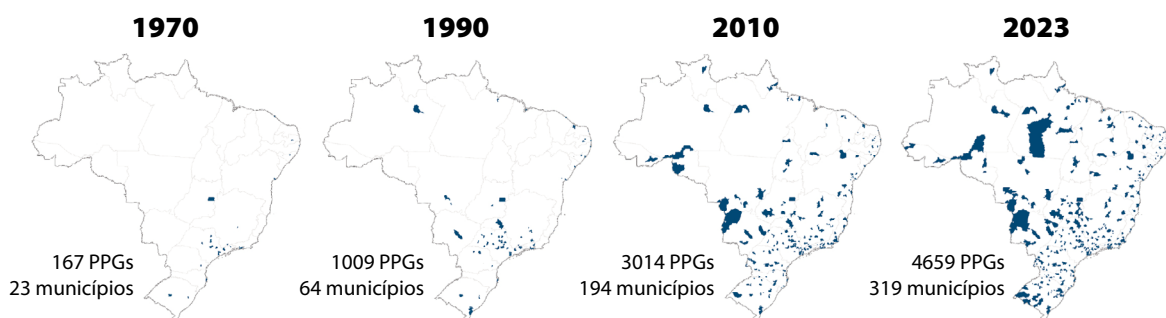 1970
167 PPGs
23 municípios
1990
1009 PPGs
64 municípios
2010
3014 PPGs
194 municípios
2023
4659 PPGs
319 municípios